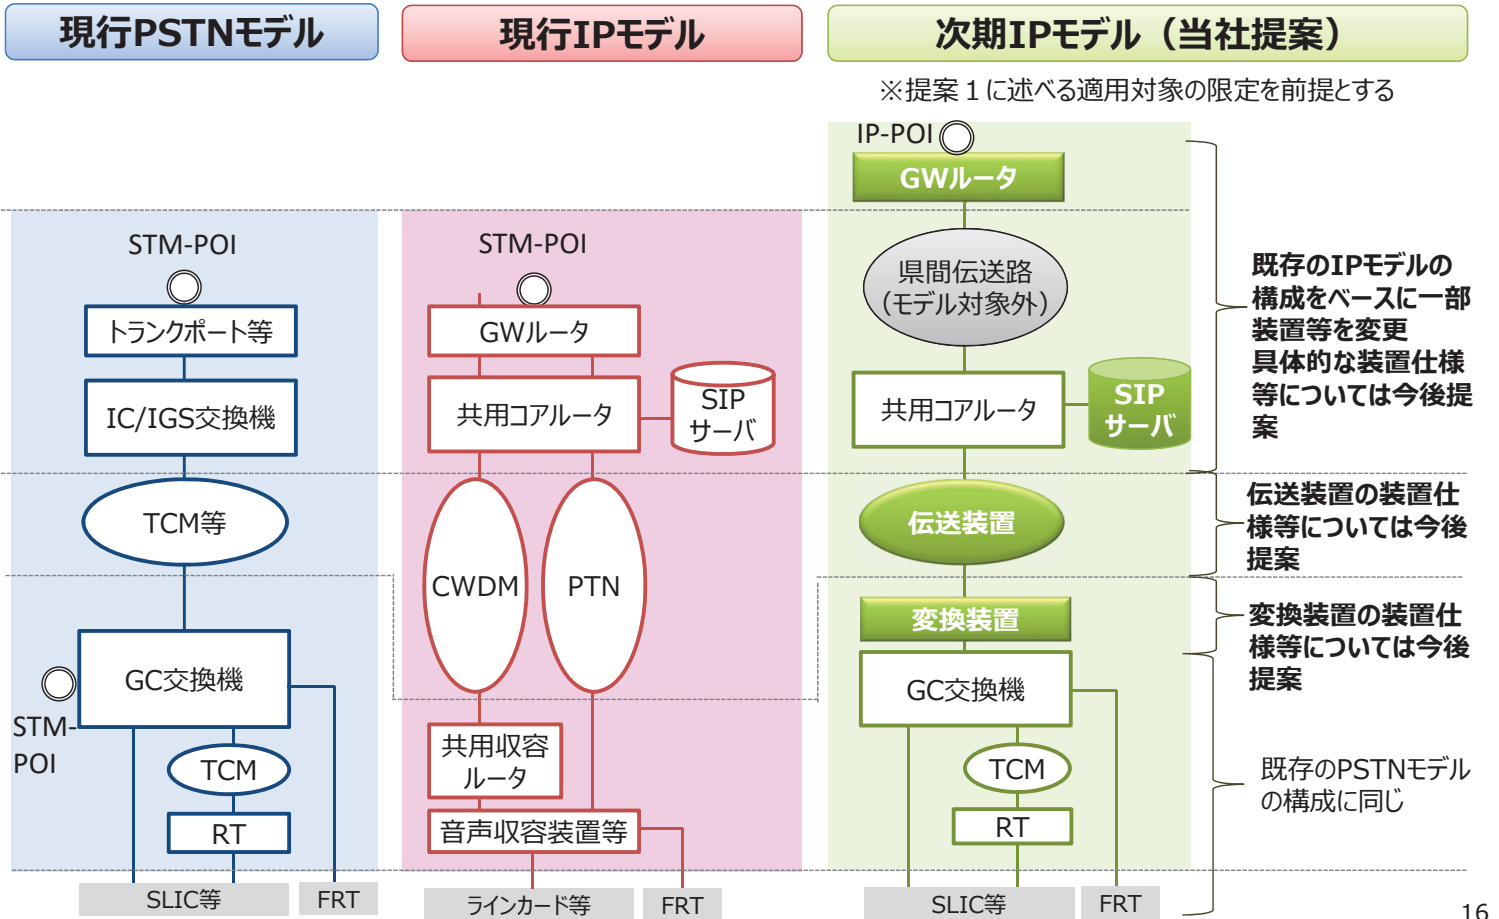 現行PSTNモデル
現行IPモデル
次期IPモデル（当社提案）
※提案１に述べる適用対象の限定を前提とする
STM-POI
トランクポート等
IC/IGS交換機
TCM等
GC交換機
STM-
POI
TCM
RT
SLIC等
FRT
STM-POI
GWルータ
共用コアルータ
SIP
サーバ
CWDM
PTN
共用収容
ルータ
音声収容装置等
ラインカード等
FRT
IP-POI
GWルータ
県間伝送路
（モデル対象外）
共用コアルータ
SIP
サーバ
伝送装置
変換装置
GC交換機
TCM
RT
SLIC等
FRT
既存のIPモデルの
構成をベースに一部
装置等を変更
具体的な装置仕様
等については今後提
案
伝送装置の装置仕
様等については今後
提案
変換装置の装置仕
様等については今後
提案
既存のPSTNモデル
の構成に同じ
16